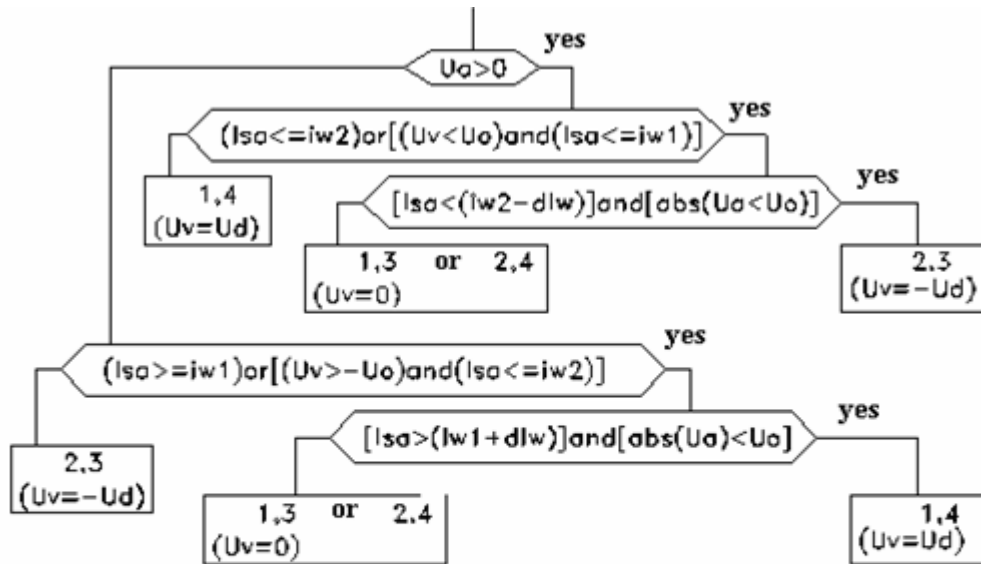 yes
Ua>0
yes
(Isa<=iw2)or[(Uv<Uo)and(Isa<=iw1)]
yes
1,4
(Uv=Ud)
[Isa<(Iw2-dIw)]and[abs(Ua<Uo)]
1,3 or 2,4
(Uv=0)
2,3
(Uv=-Ud)
yes
(Isa>=iw1)or[(Uv>-Uo)and(Isa<=iw2)]
yes
[Isa>(Iw1+dIw)]and[abs(Ua)<Uo]
2,3
(Uv=-Ud)
1,3 or 2,4
(Uv=0)
1,4
(Uv=Ud)